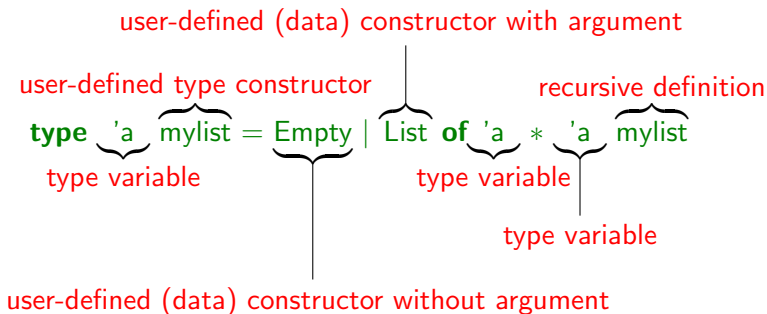 user-defined (data) constructor with argument
user-defined type constructor
recursive definition
type 'a mylist = Empty | List of 'a * 'a mylist
type variable
type variable
type variable
user-defined (data) constructor without argument